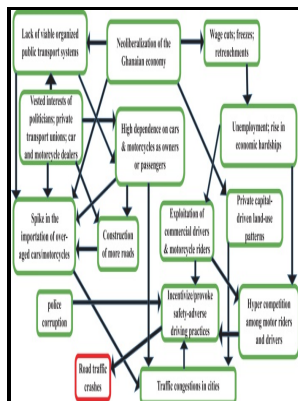 Lack of viable organized
public transport systems
Neoliberalization of the
Ghanaian economy
Wage cuts; freezes;
retrenchments
Vested interests of
politicians; private
transport unions; car
and motorcycle dealers
High dependence on cars
& motorcycles as owners
or passengers
Unemployment; rise in
economic hardships
Spike in the
importation of over-
aged cars/motorcycles
Construction
of more roads
Exploitation of
commercial drivers
& motorcycle riders
Private capital-
driven land-use
patterns
police
corruption
Incentivize/provoke
safety-adverse
driving practices
Hyper competition
among motor riders
and drivers
Road traffic
crashes
Traffic congestions in cities